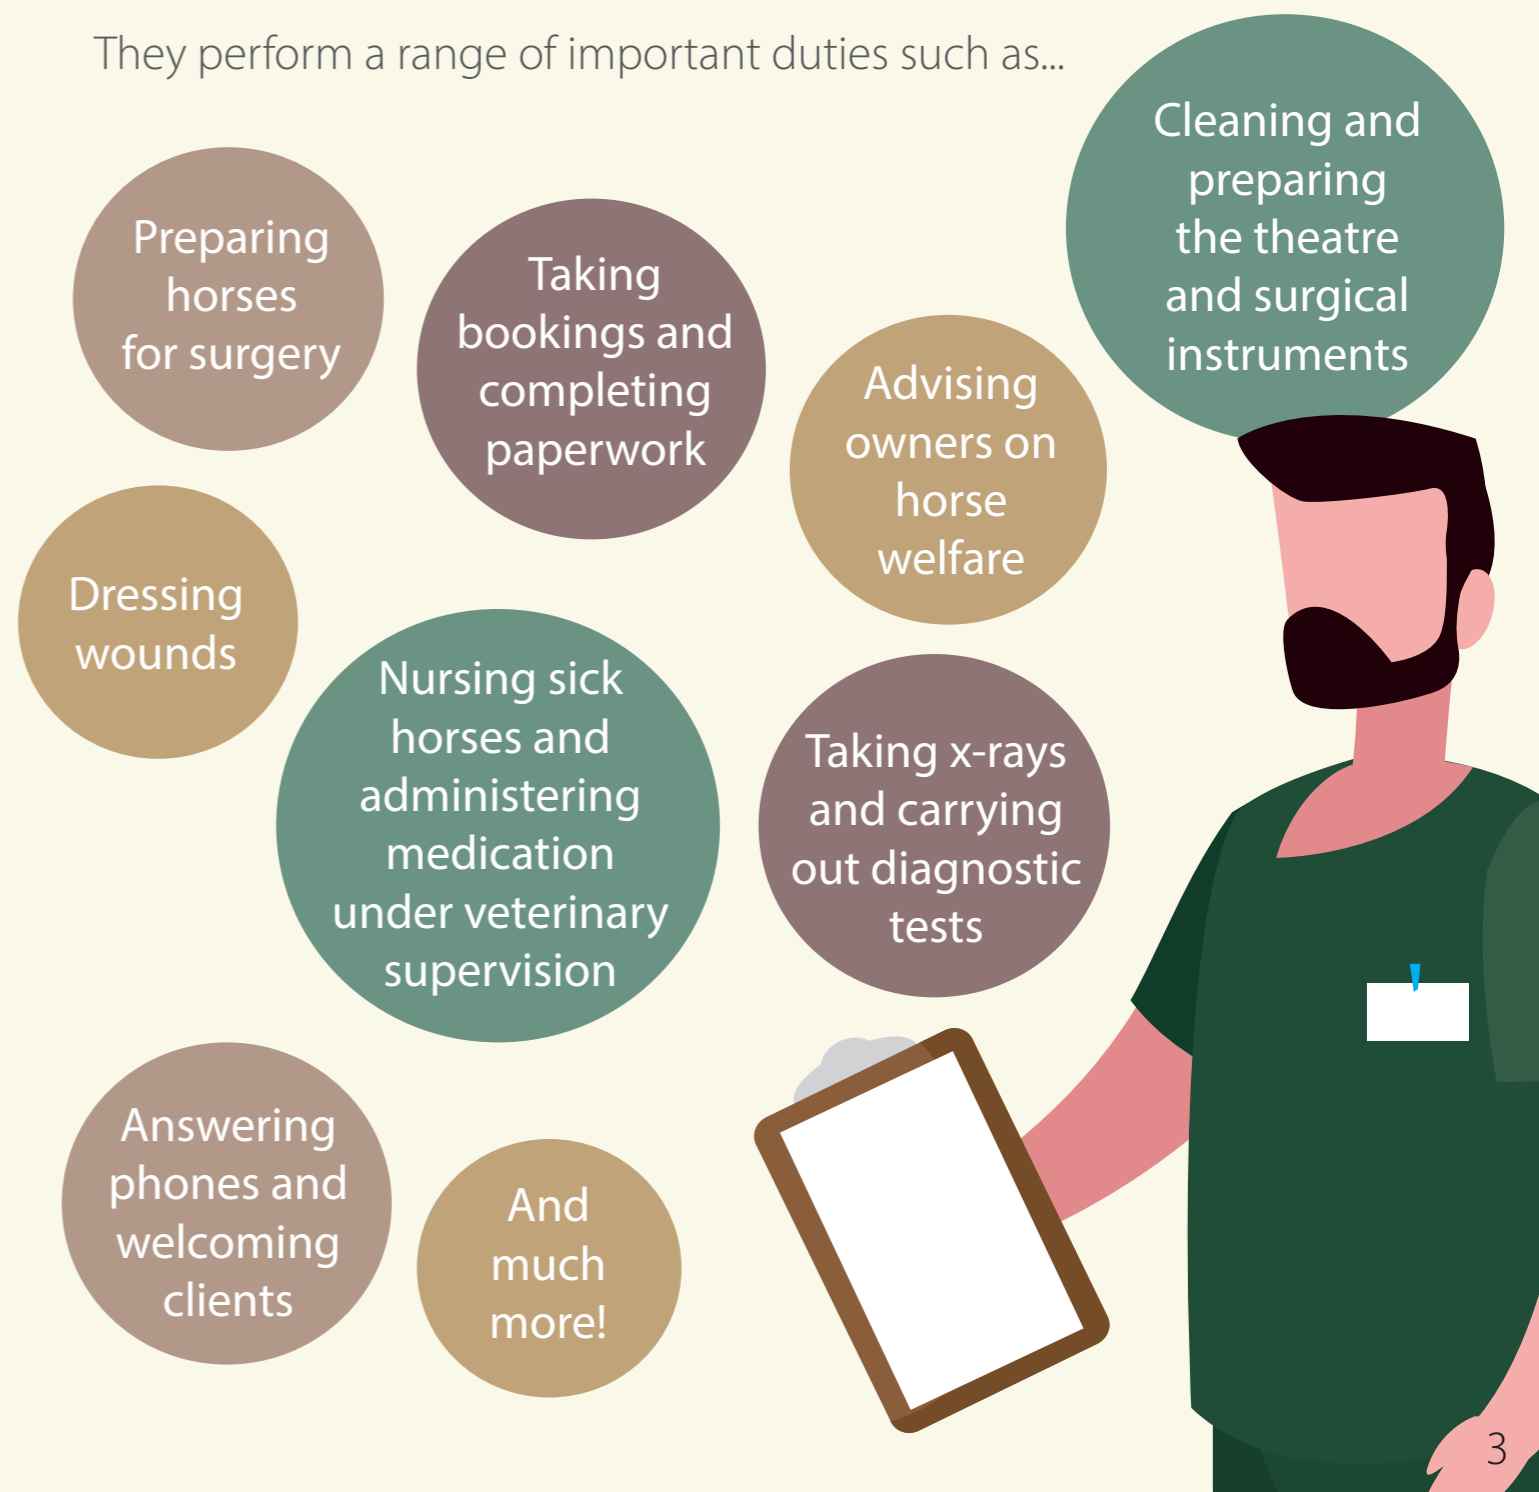 They perform a range of important duties such as...
Cleaning and
preparing
the theatre
and surgical
instruments
Preparing
horses
for surgery
Taking
bookings and
completing
paperwork
Advising
owners on
horse
welfare
Dressing
wounds
Nursing sick
horses and
administering
medication
under veterinary
supervision
Taking x-rays
and carrying
out diagnostic
tests
Answering
phones and
welcoming
clients
And
much
more!
3